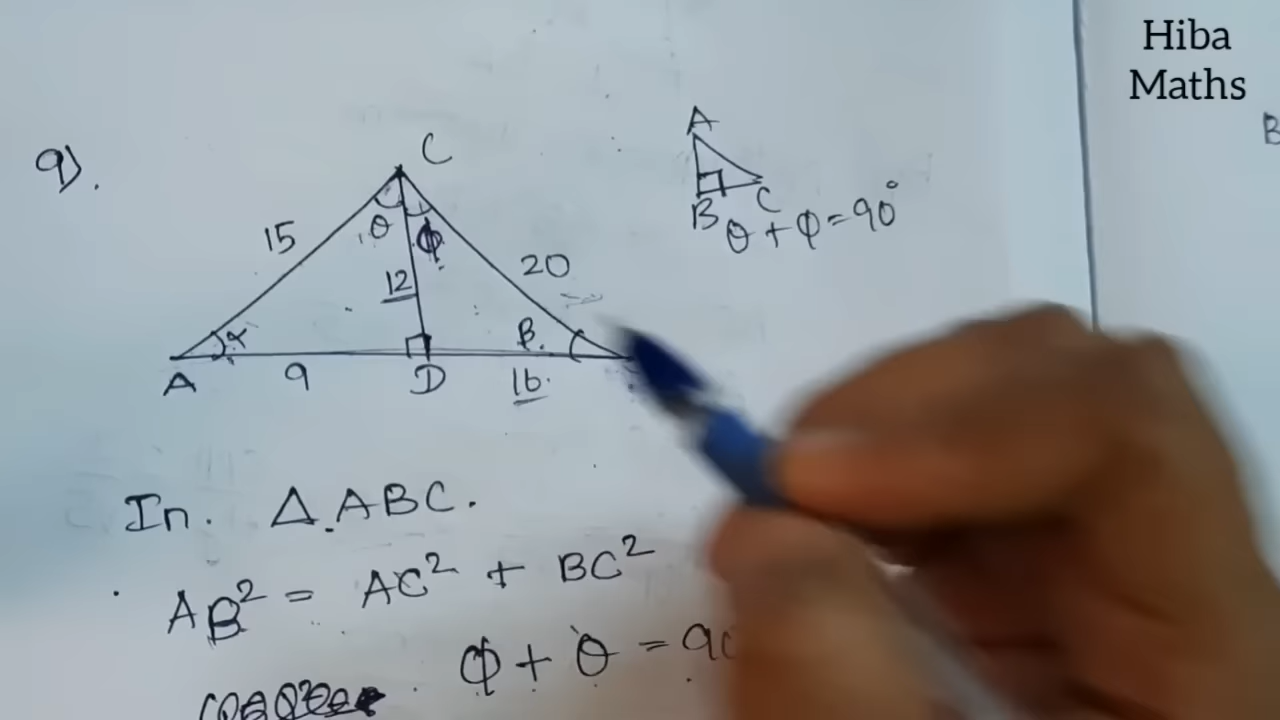 Hiba
Maths
9).
C
A
B C
θ + φ = 90°
15
θ φ
12
20
α
β.
A 9 D 16.
In. △ABC.
AB² = AC² + BC²
φ + θ = 90